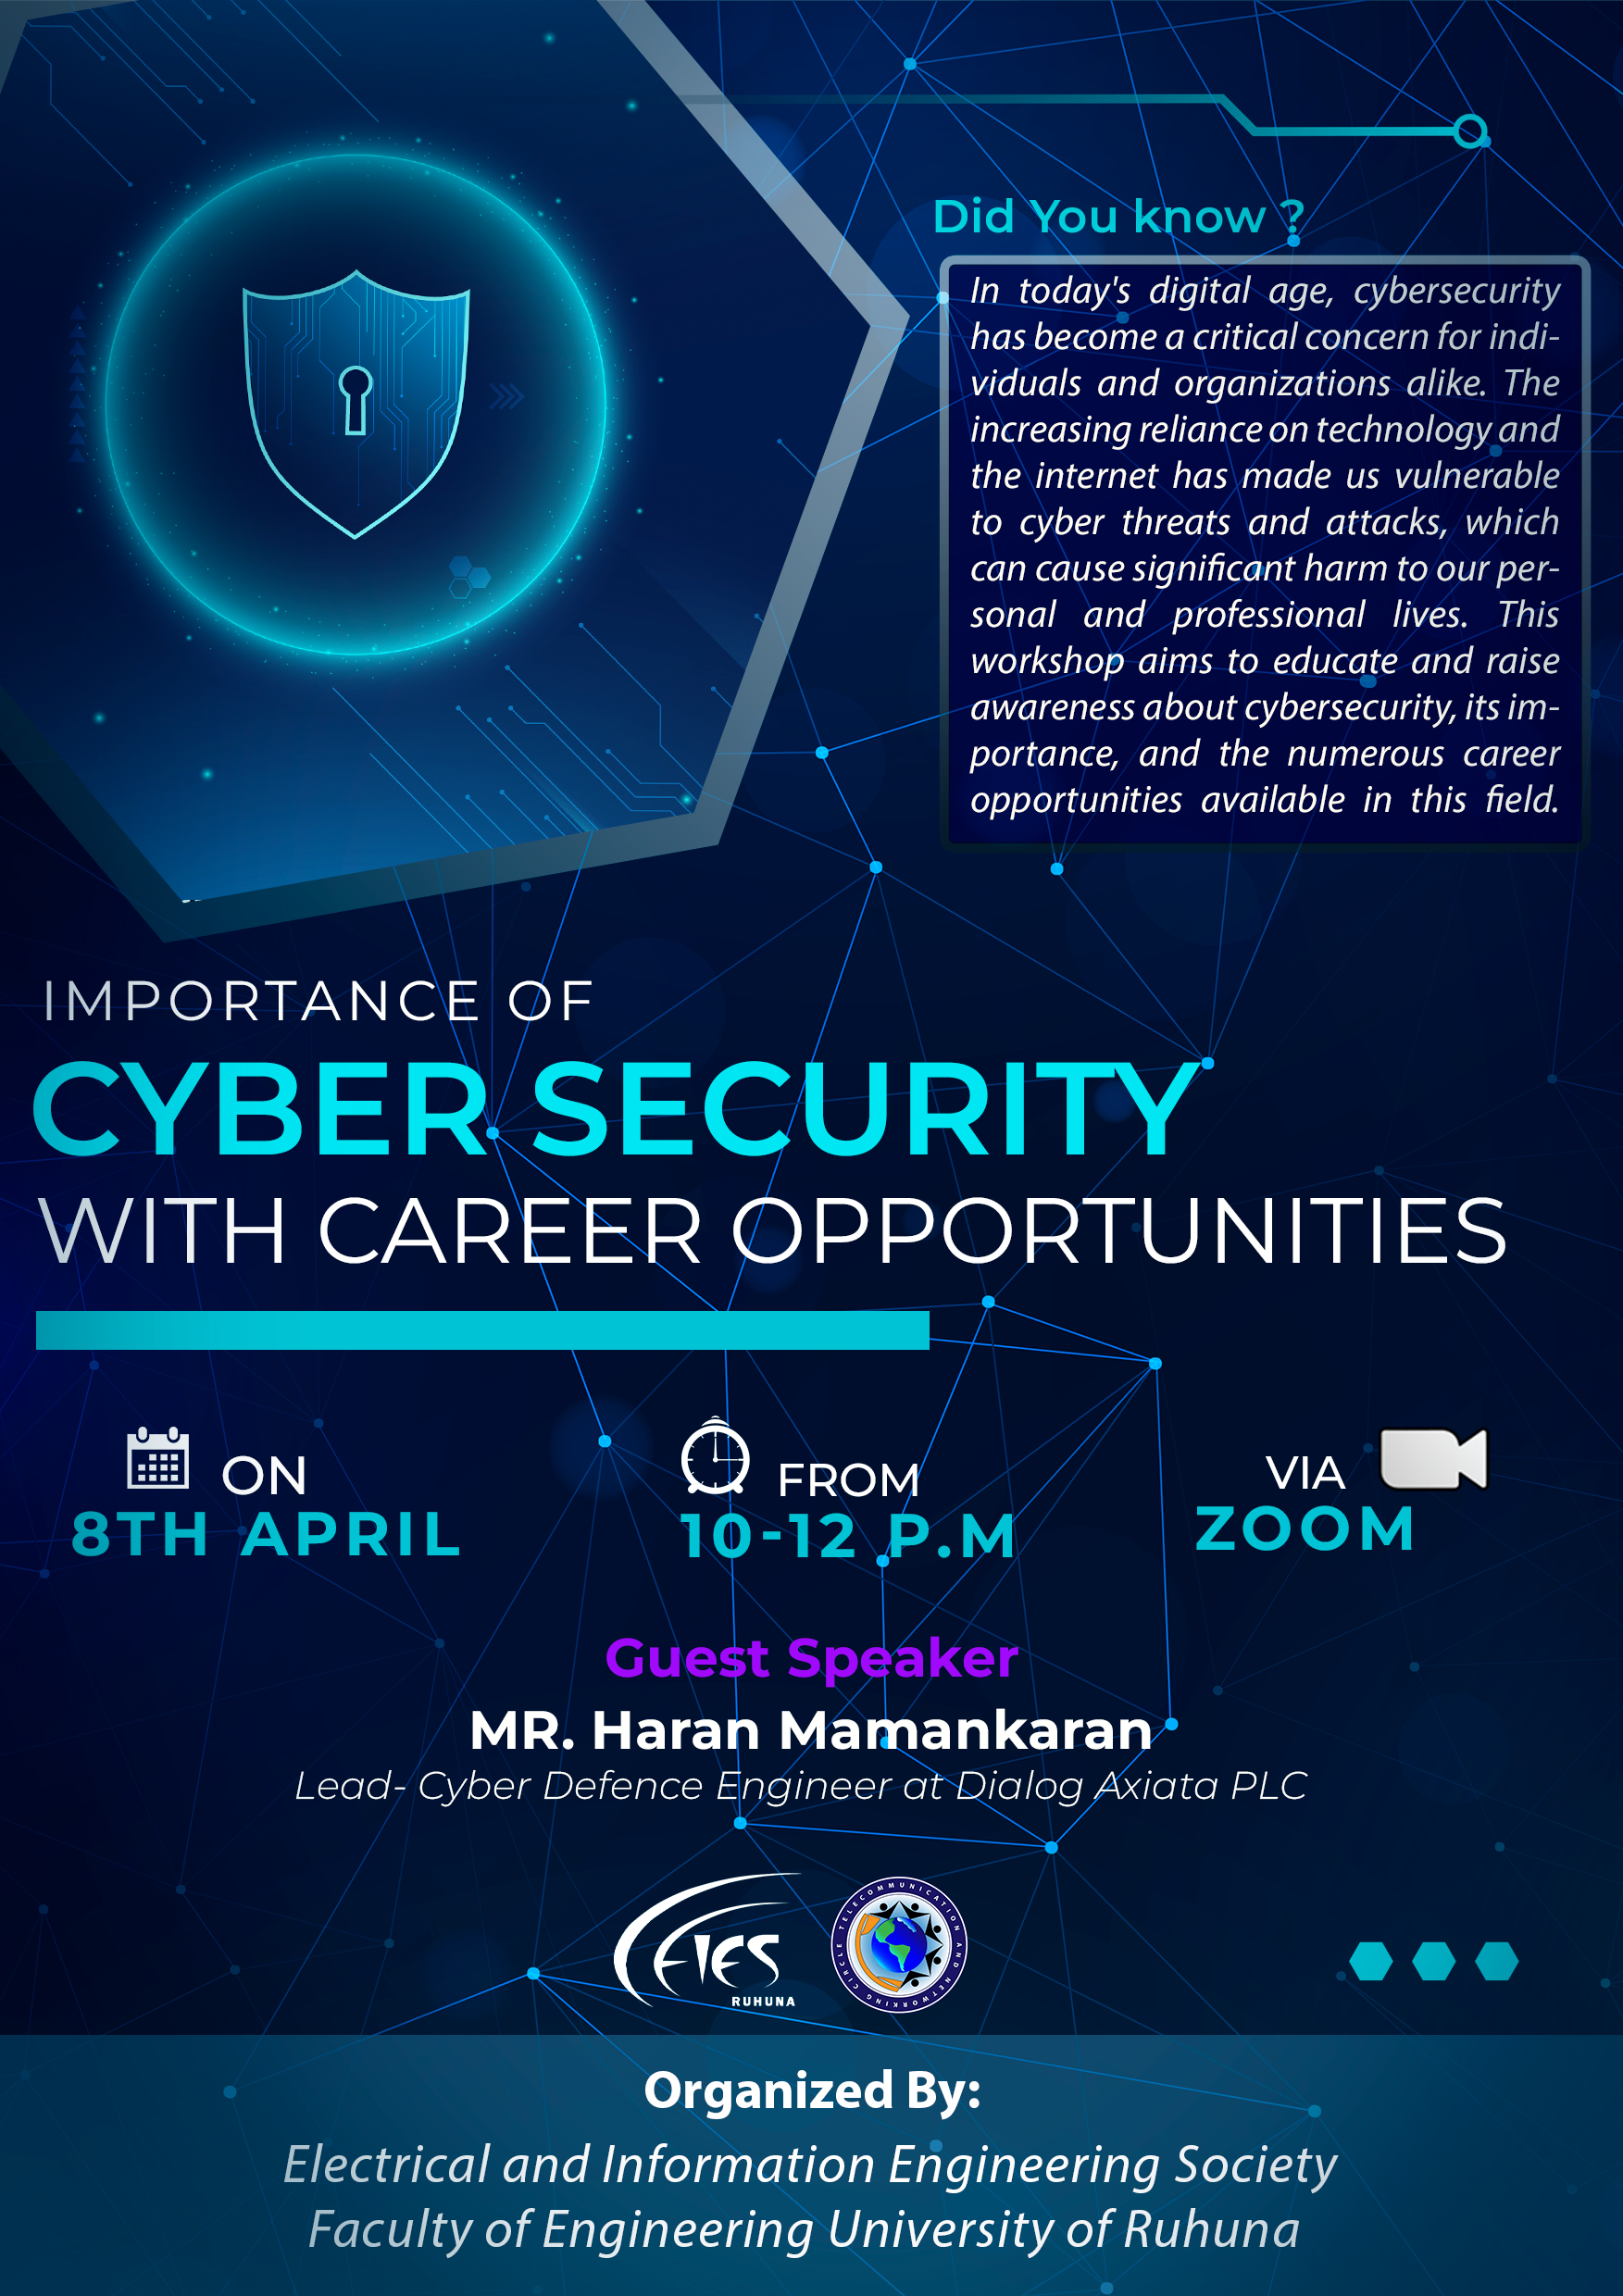 Did You know ?
In today's digital age, cybersecurity
has become a critical concern for indi-
viduals and organizations alike. The
increasing reliance on technology and
the internet has made us vulnerable
to cyber threats and attacks, which
can cause significant harm to our per-
sonal and professional lives. This
workshop aims to educate and raise
awareness about cybersecurity, its im-
portance, and the numerous career
opportunities available in this field.
IMPORTANCE OF
CYBER SECURITY
WITH CAREER OPPORTUNITIES
ON
8TH APRIL
FROM
10-12 P.M
VIA
ZOOM
Guest Speaker
MR. Haran Mamankaran
Lead- Cyber Defence Engineer at Dialog Axiata PLC
EIES
RUHUNA
TELECOMMUNICATION AND NETWORKING CIRCLE
Organized By:
Electrical and Information Engineering Society
Faculty of Engineering University of Ruhuna